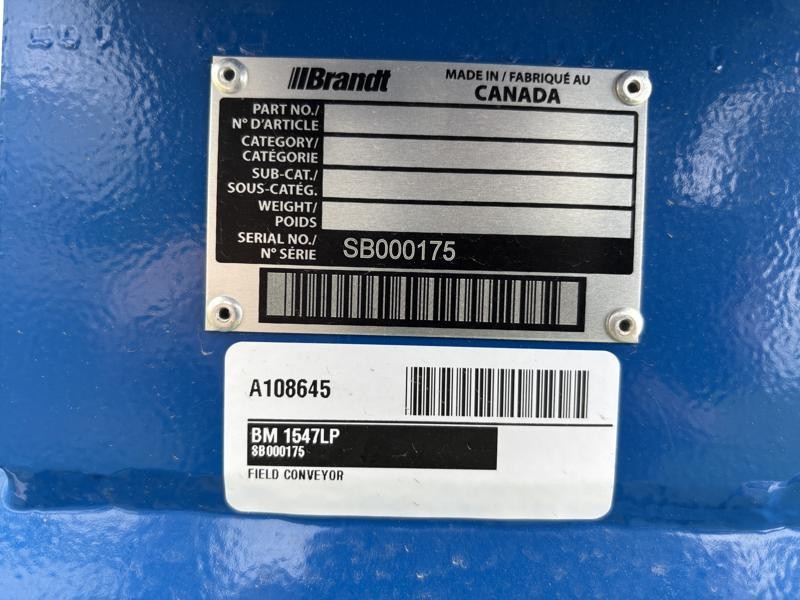 Brandt
MADE IN / FABRIQUÉ AU
CANADA
PART NO./
N° D'ARTICLE
CATEGORY/
CATÉGORIE
SUB-CAT./
SOUS-CATÉG.
WEIGHT/
POIDS
SERIAL NO./
N° SÉRIE
SB000175
A108645
BM 1547LP
SB000175
FIELD CONVEYOR